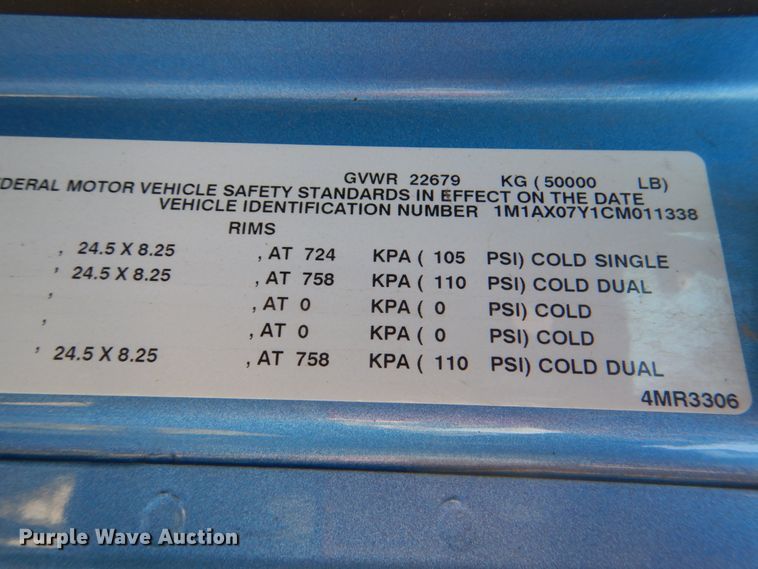 GVWR 22679 KG ( 50000 LB)
DERAL MOTOR VEHICLE SAFETY STANDARDS IN EFFECT ON THE DATE
VEHICLE IDENTIFICATION NUMBER 1M1AX07Y1CM011338
RIMS
, 24.5 X 8.25 , AT 724 KPA ( 105 PSI) COLD SINGLE
, 24.5 X 8.25 , AT 758 KPA ( 110 PSI) COLD DUAL
, , AT 0 KPA ( 0 PSI) COLD
, , AT 0 KPA ( 0 PSI) COLD
, 24.5 X 8.25 , AT 758 KPA ( 110 PSI) COLD DUAL
4MR3306
Purple Wave Auction